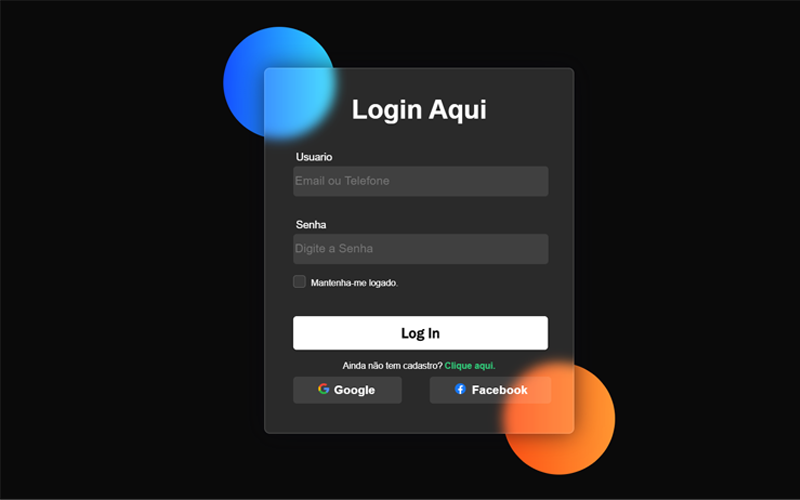 Login Aqui
Usuario
Email ou Telefone
Senha
Digite a Senha
Mantenha-me logado.
Log In
Ainda não tem cadastro? Clique aqui.
Google Facebook